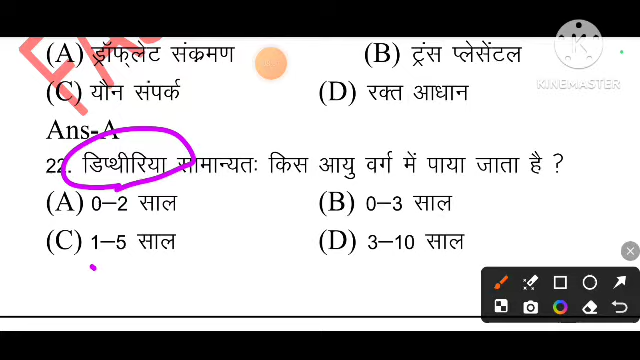 (A) ड्रॉफ्लेट संक्रमण (B) ट्रंस प्लेसेंटल
KINEMASTER
(C) यौन संपर्क (D) रक्त आधान
Ans-A
22. डिप्थीरिया सामान्यतः किस आयु वर्ग में पाया जाता है ?
(A) 0–2 साल (B) 0–3 साल
(C) 1–5 साल (D) 3–10 साल